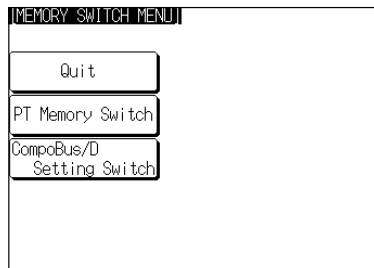 [MEMORY SWITCH MENU]
Quit
PT Memory Switch
CompoBus/D
Setting Switch